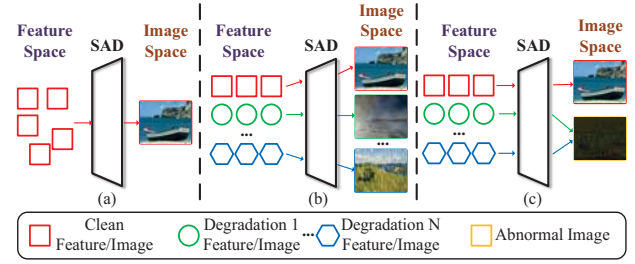 Feature
Space
SAD
Image
Space
(a)
Feature
Space
SAD
Image
Space
...
...
(b)
Feature
Space
SAD
Image
Space
...
(c)
Clean
Feature/Image
Degradation 1
Feature/Image
...
Degradation N
Feature/Image
Abnormal Image